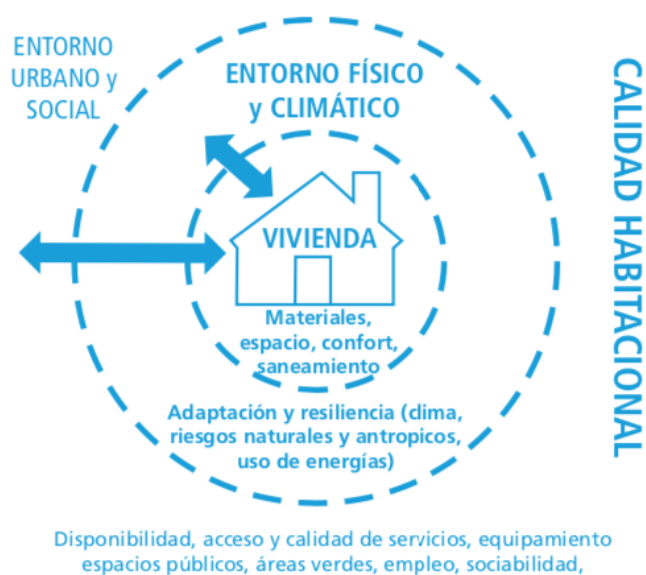 ENTORNO
URBANO y
SOCIAL
ENTORNO FÍSICO
y CLIMÁTICO
VIVIENDA
Materiales,
espacio, confort,
saneamiento
Adaptación y resiliencia (clima,
riesgos naturales y antropicos,
uso de energías)
Disponibilidad, acceso y calidad de servicios, equipamiento
espacios públicos, áreas verdes, empleo, sociabilidad,
CALIDAD HABITACIONAL